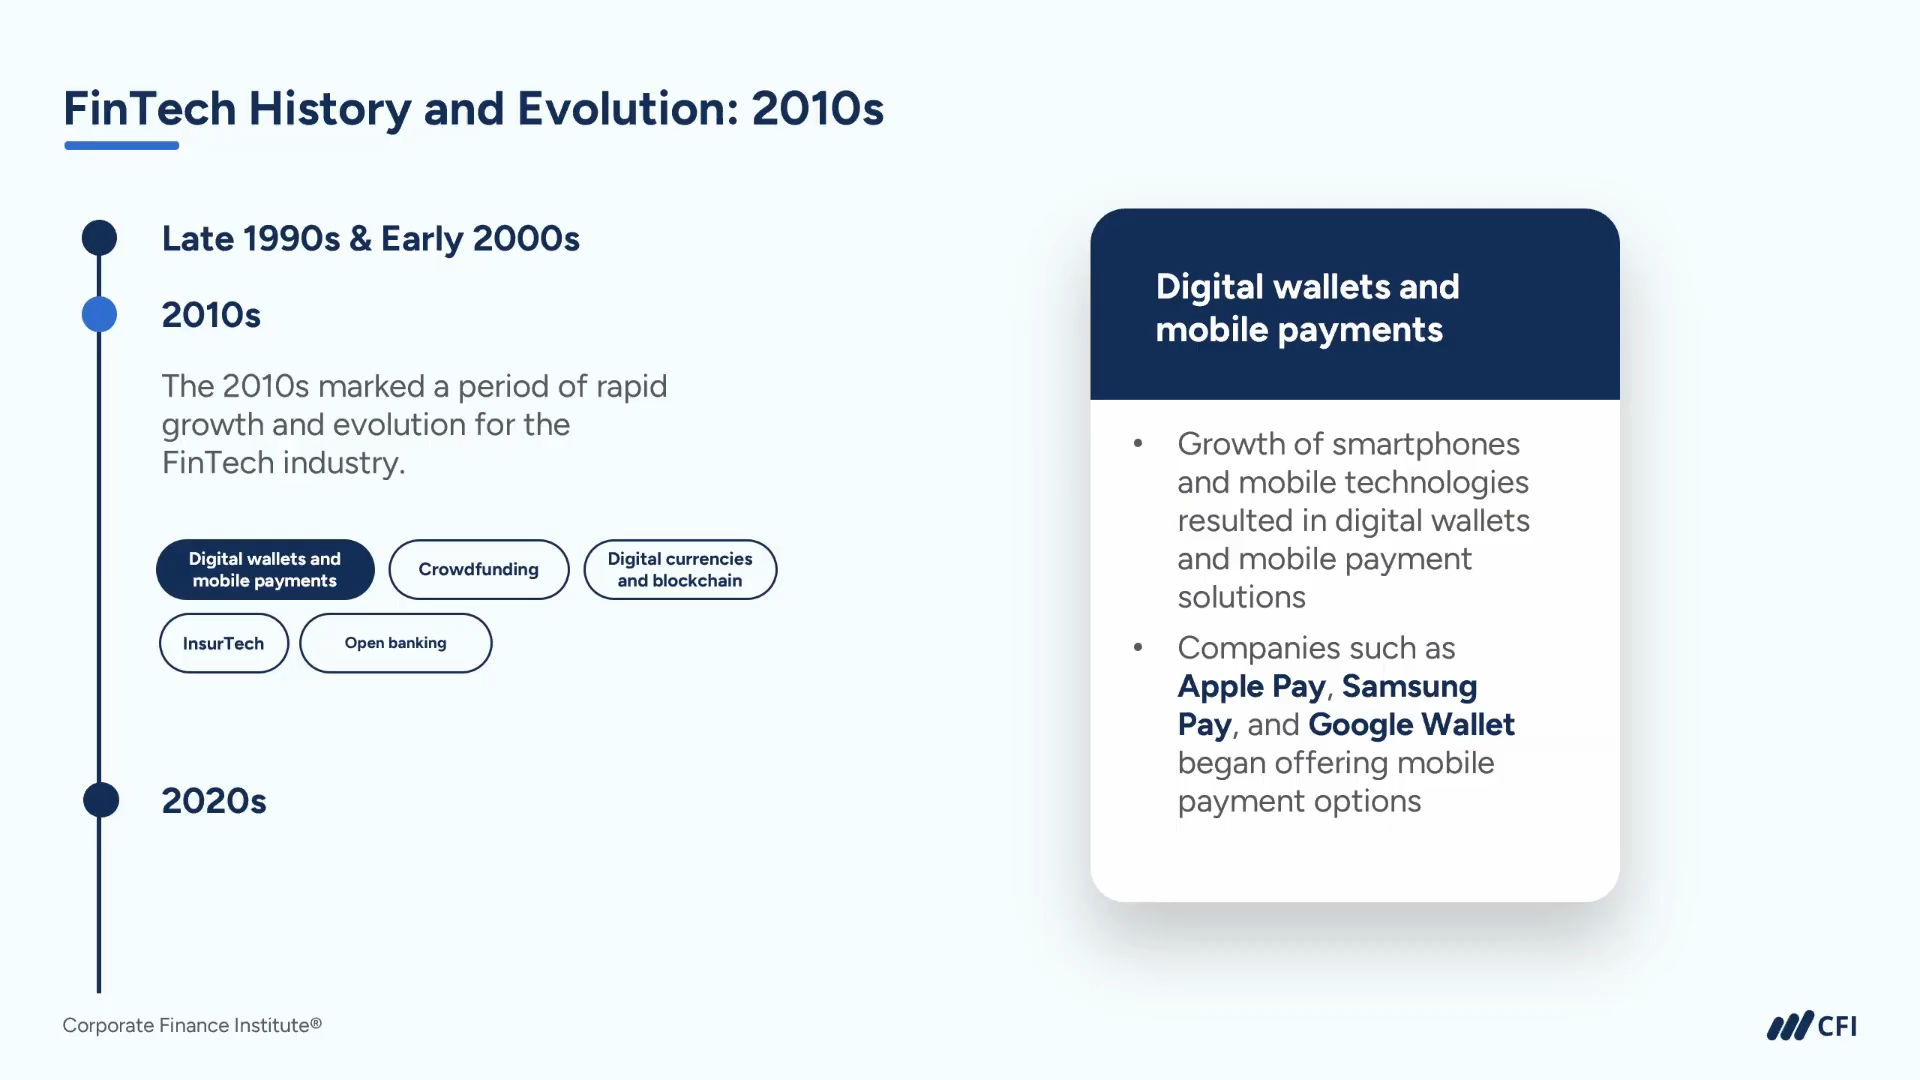 FinTech History and Evolution: 2010s
Late 1990s & Early 2000s
2010s
The 2010s marked a period of rapid
growth and evolution for the
FinTech industry.
Digital wallets and
mobile payments
Crowdfunding
Digital currencies
and blockchain
InsurTech
Open banking
2020s
Digital wallets and
mobile payments
• Growth of smartphones
and mobile technologies
resulted in digital wallets
and mobile payment
solutions
• Companies such as
Apple Pay, Samsung
Pay, and Google Wallet
began offering mobile
payment options
Corporate Finance Institute®
CFI